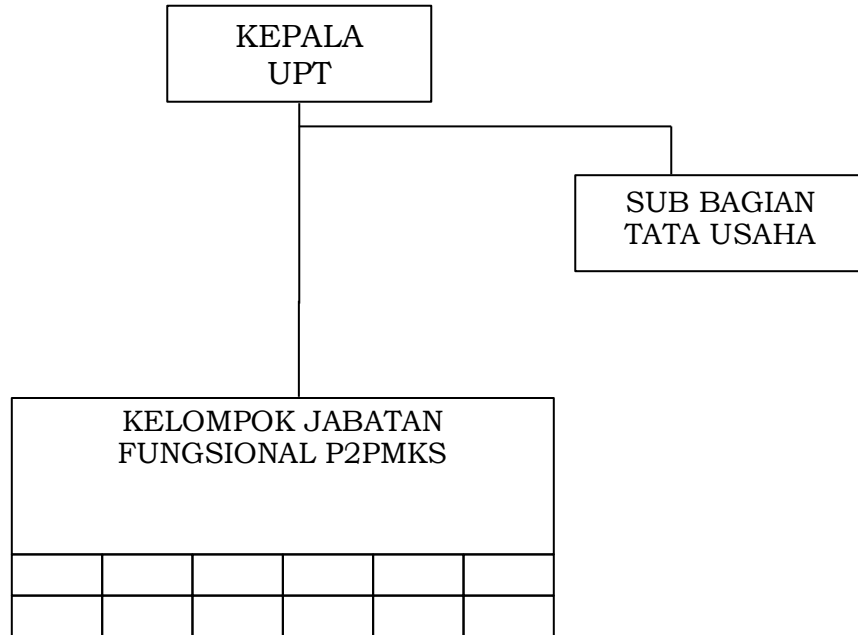 KEPALA
UPT
SUB BAGIAN
TATA USAHA
KELOMPOK JABATAN
FUNGSIONAL P2PMKS